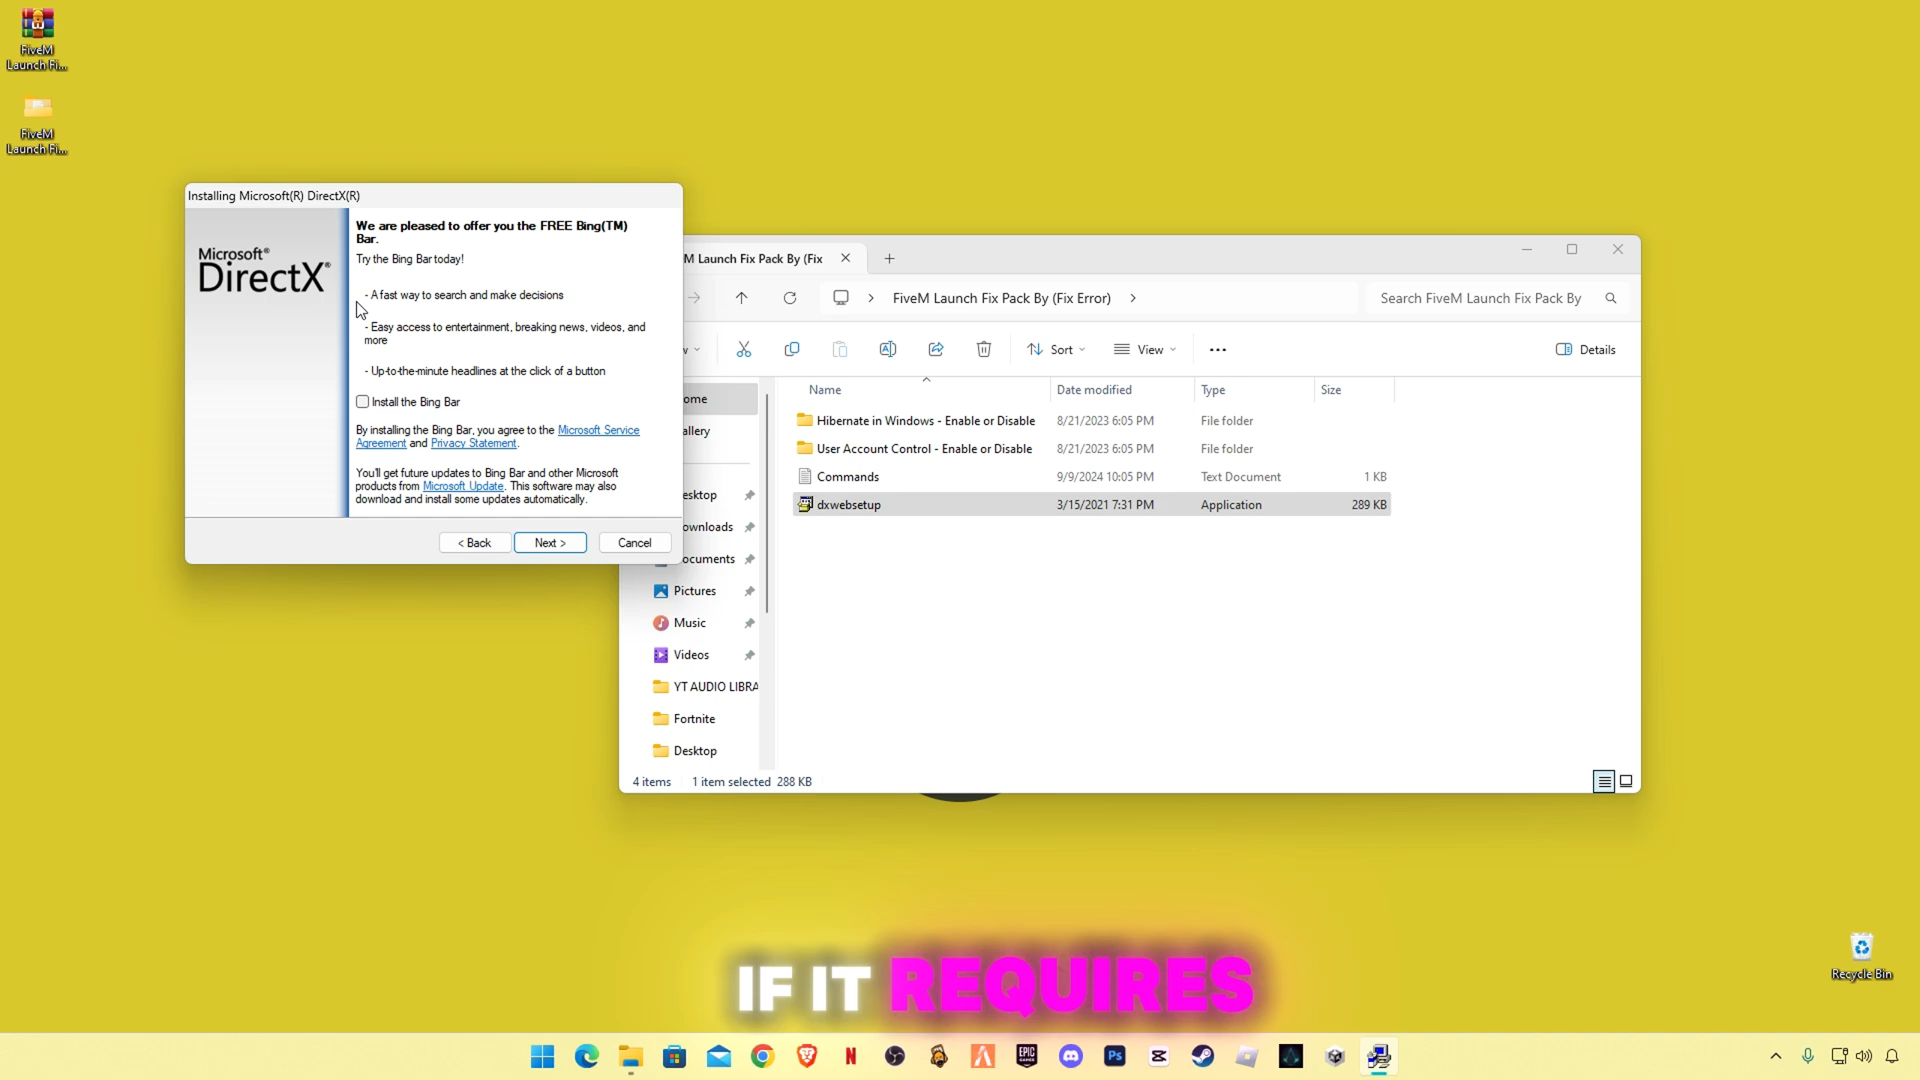 FiveM
Launch Fi...
FiveM
Launch Fi...
Installing Microsoft(R) DirectX(R)
Microsoft®
DirectX®
We are pleased to offer you the FREE Bing(TM)
Bar.
Try the Bing Bar today!
- A fast way to search and make decisions
- Easy access to entertainment, breaking news, videos, and
more
- Up-to-the-minute headlines at the click of a button
Install the Bing Bar
By installing the Bing Bar, you agree to the Microsoft Service
Agreement and Privacy Statement.
You'll get future updates to Bing Bar and other Microsoft
products from Microsoft Update. This software may also
download and install some updates automatically.
< Back
Next >
Cancel
M Launch Fix Pack By (Fix
FiveM Launch Fix Pack By (Fix Error)
Search FiveM Launch Fix Pack By
w
Sort
View
Details
ome
allery
esktop
ownloads
ocuments
Pictures
Music
Videos
YT AUDIO LIBRA
Fortnite
Desktop
Name Date modified Type Size
Hibernate in Windows - Enable or Disable 8/21/2023 6:05 PM File folder
User Account Control - Enable or Disable 8/21/2023 6:05 PM File folder
Commands 9/9/2024 10:05 PM Text Document 1 KB
dxwebsetup 3/15/2021 7:31 PM Application 289 KB
4 items 1 item selected 288 KB
IF IT REQUIRES
Recycle Bin
N
EPIC
GAMES
Ps